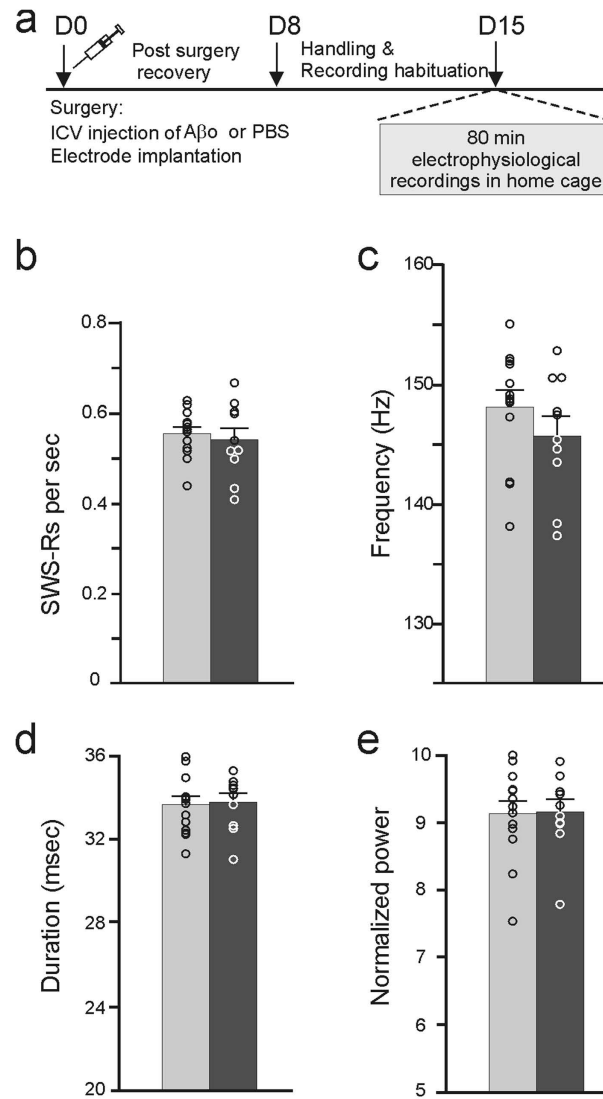 a
D0
D8
D15
Post surgery
recovery
Handling &
Recording habituation
Surgery:
ICV injection of Aβo or PBS
Electrode implantation
80 min
electrophysiological
recordings in home cage
b
SWS-Rs per sec
0.8
0.6
0.4
0.2
0
c
Frequency (Hz)
160
150
140
130
d
Duration (msec)
36
32
28
24
20
e
Normalized power
10
9
8
7
6
5